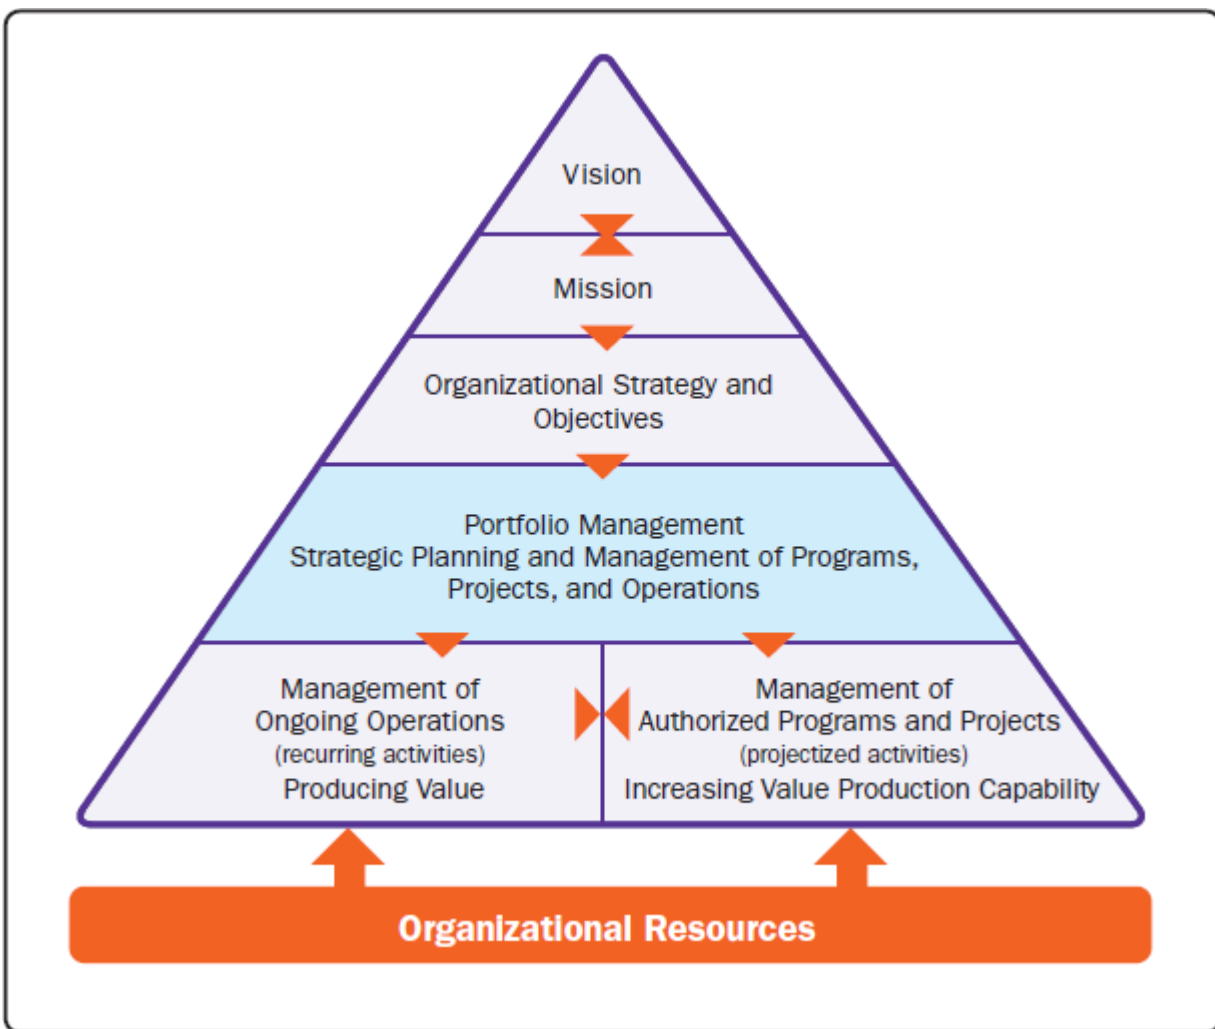 Vision
Mission
Organizational Strategy and
Objectives
Portfolio Management
Strategic Planning and Management of Programs,
Projects, and Operations
Management of
Ongoing Operations
(recurring activities)
Producing Value
Management of
Authorized Programs and Projects
(projectized activities)
Increasing Value Production Capability
Organizational Resources